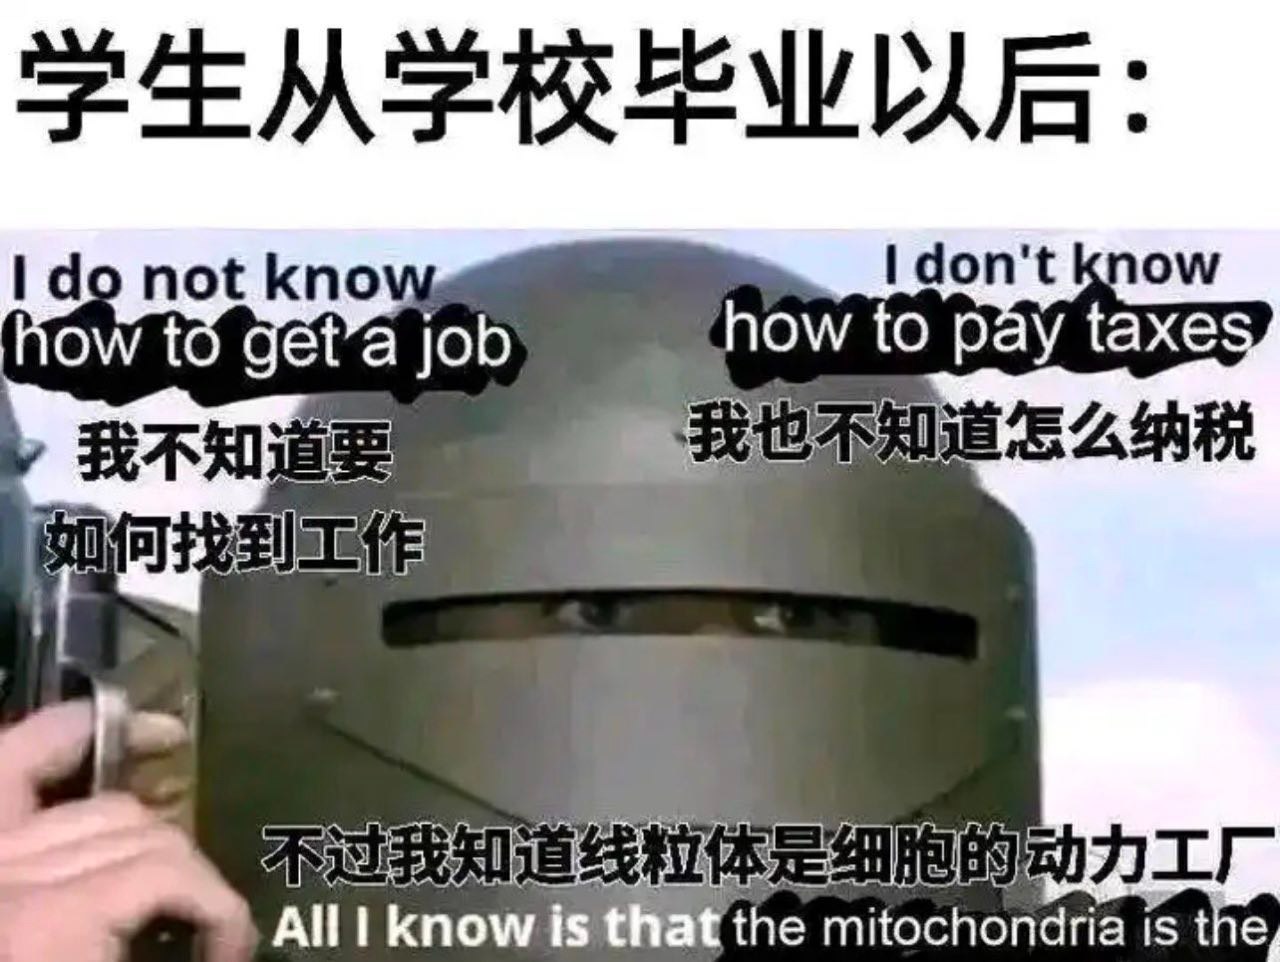 学生从学校毕业以后：
I do not know
how to get a job
我不知道要
如何找到工作
I don't know
how to pay taxes
我也不知道怎么纳税
不过我知道线粒体是细胞的动力工厂
All I know is that the mitochondria is the